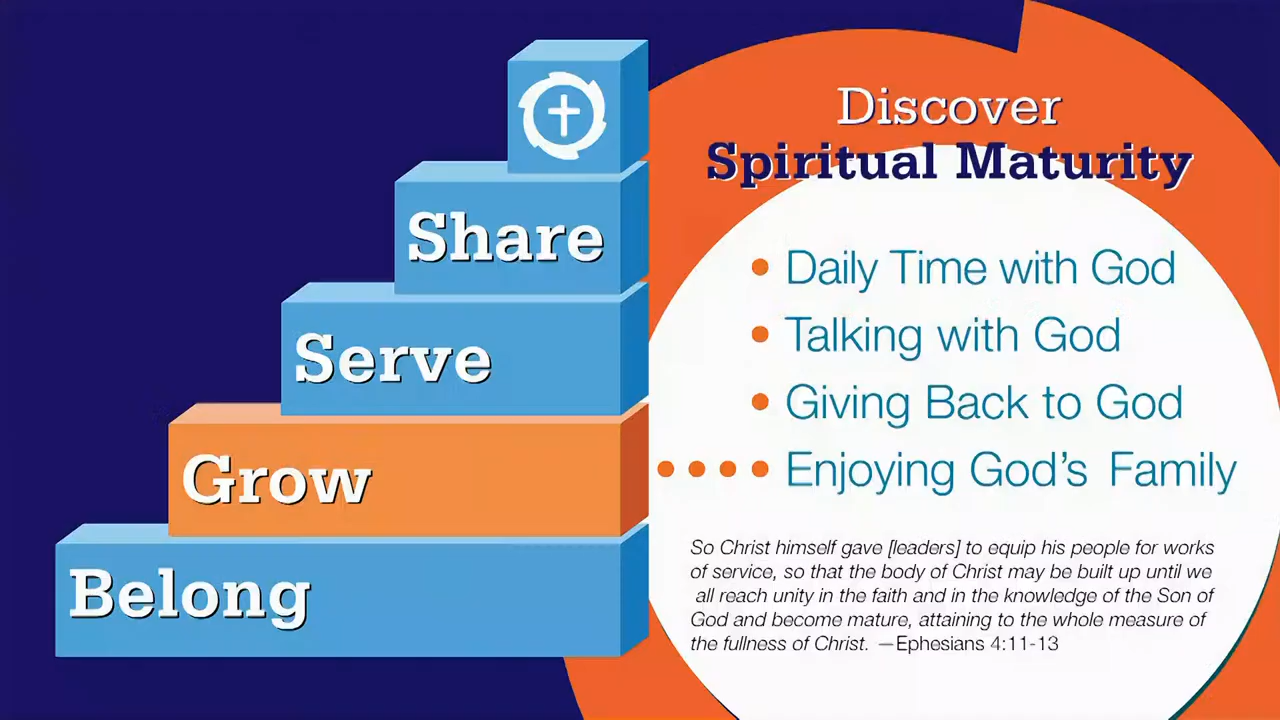 Share
Serve
Grow
Belong
Discover
Spiritual Maturity
• Daily Time with God
• Talking with God
• Giving Back to God
• Enjoying God's Family
So Christ himself gave [leaders] to equip his people for works
of service, so that the body of Christ may be built up until we
all reach unity in the faith and in the knowledge of the Son of
God and become mature, attaining to the whole measure of
the fullness of Christ. —Ephesians 4:11-13